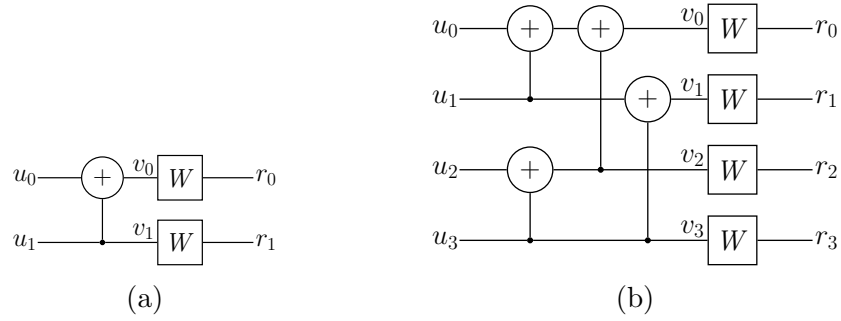 u₀ + + v₀ W r₀
u₁ + v₁ W r₁
u₀ + v₀ W r₀
u₂ + v₂ W r₂
u₁ v₁ W r₁
u₃ v₃ W r₃
(a)
(b)